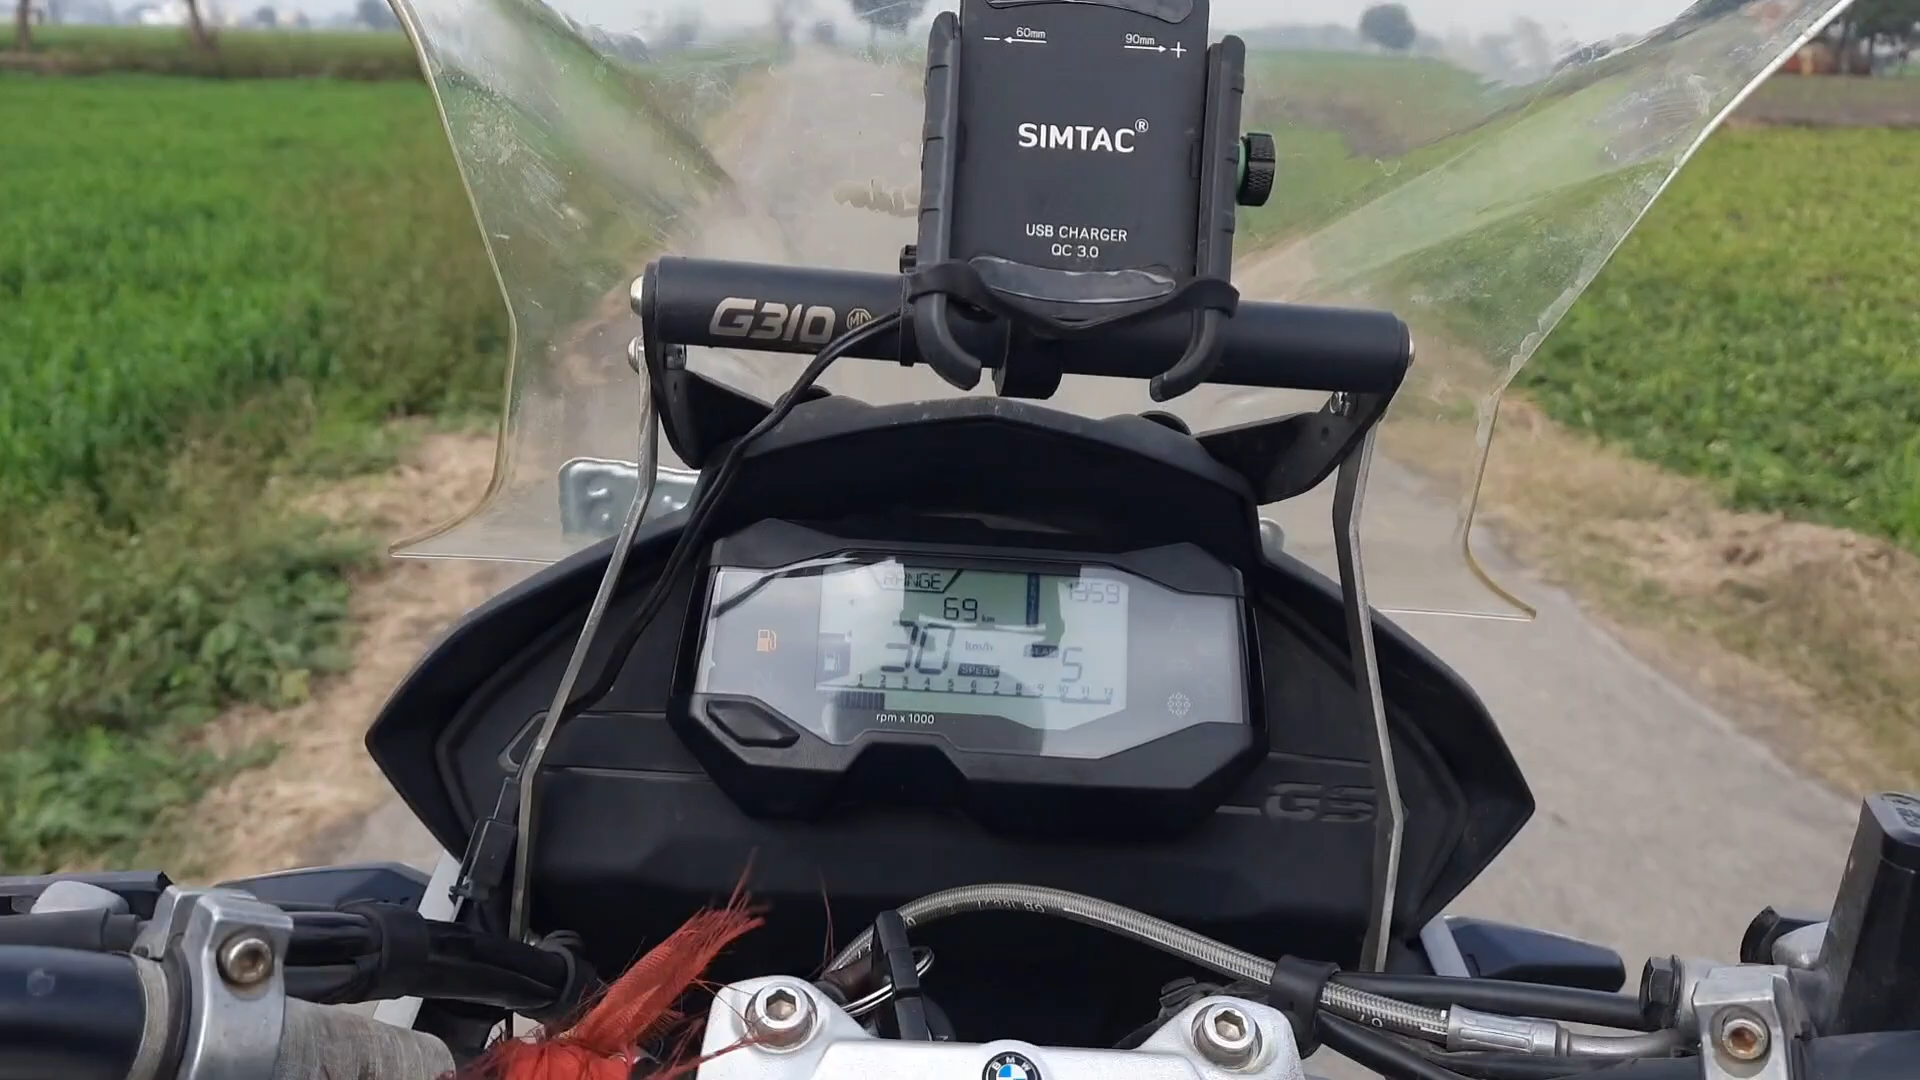 60mm
90mm
SIMTAC®
USB CHARGER
QC 3.0
G310
RANGE
69 km
30 km/h
5
SPEED
1 2 3 4 5 6 7 8 9 10 11 12
rpm x 1000
GS
BMW